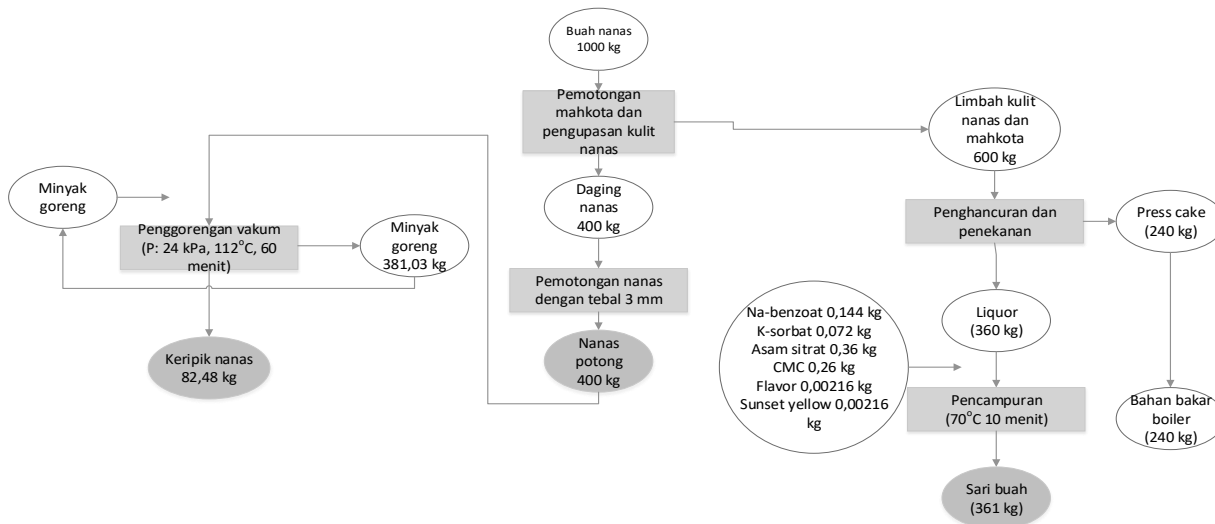 Buah nanas
1000 kg
Pemotongan
mahkota dan
pengupasan kulit
nanas
Limbah kulit
nanas dan
mahkota
600 kg
Minyak
goreng
Penggorengan vakum
(P: 24 kPa, 112°C, 60
menit)
Minyak
goreng
381,03 kg
Daging
nanas
400 kg
Penghancuran dan
penekanan
Press cake
(240 kg)
Pemotongan nanas
dengan tebal 3 mm
Keripik nanas
82,48 kg
Nanas
potong
400 kg
Na-benzoat 0,144 kg
K-sorbat 0,072 kg
Asam sitrat 0,36 kg
CMC 0,26 kg
Flavor 0,00216 kg
Sunset yellow 0,00216
kg
Liquor
(360 kg)
Pencampuran
(70°C 10 menit)
Bahan bakar
boiler
(240 kg)
Sari buah
(361 kg)